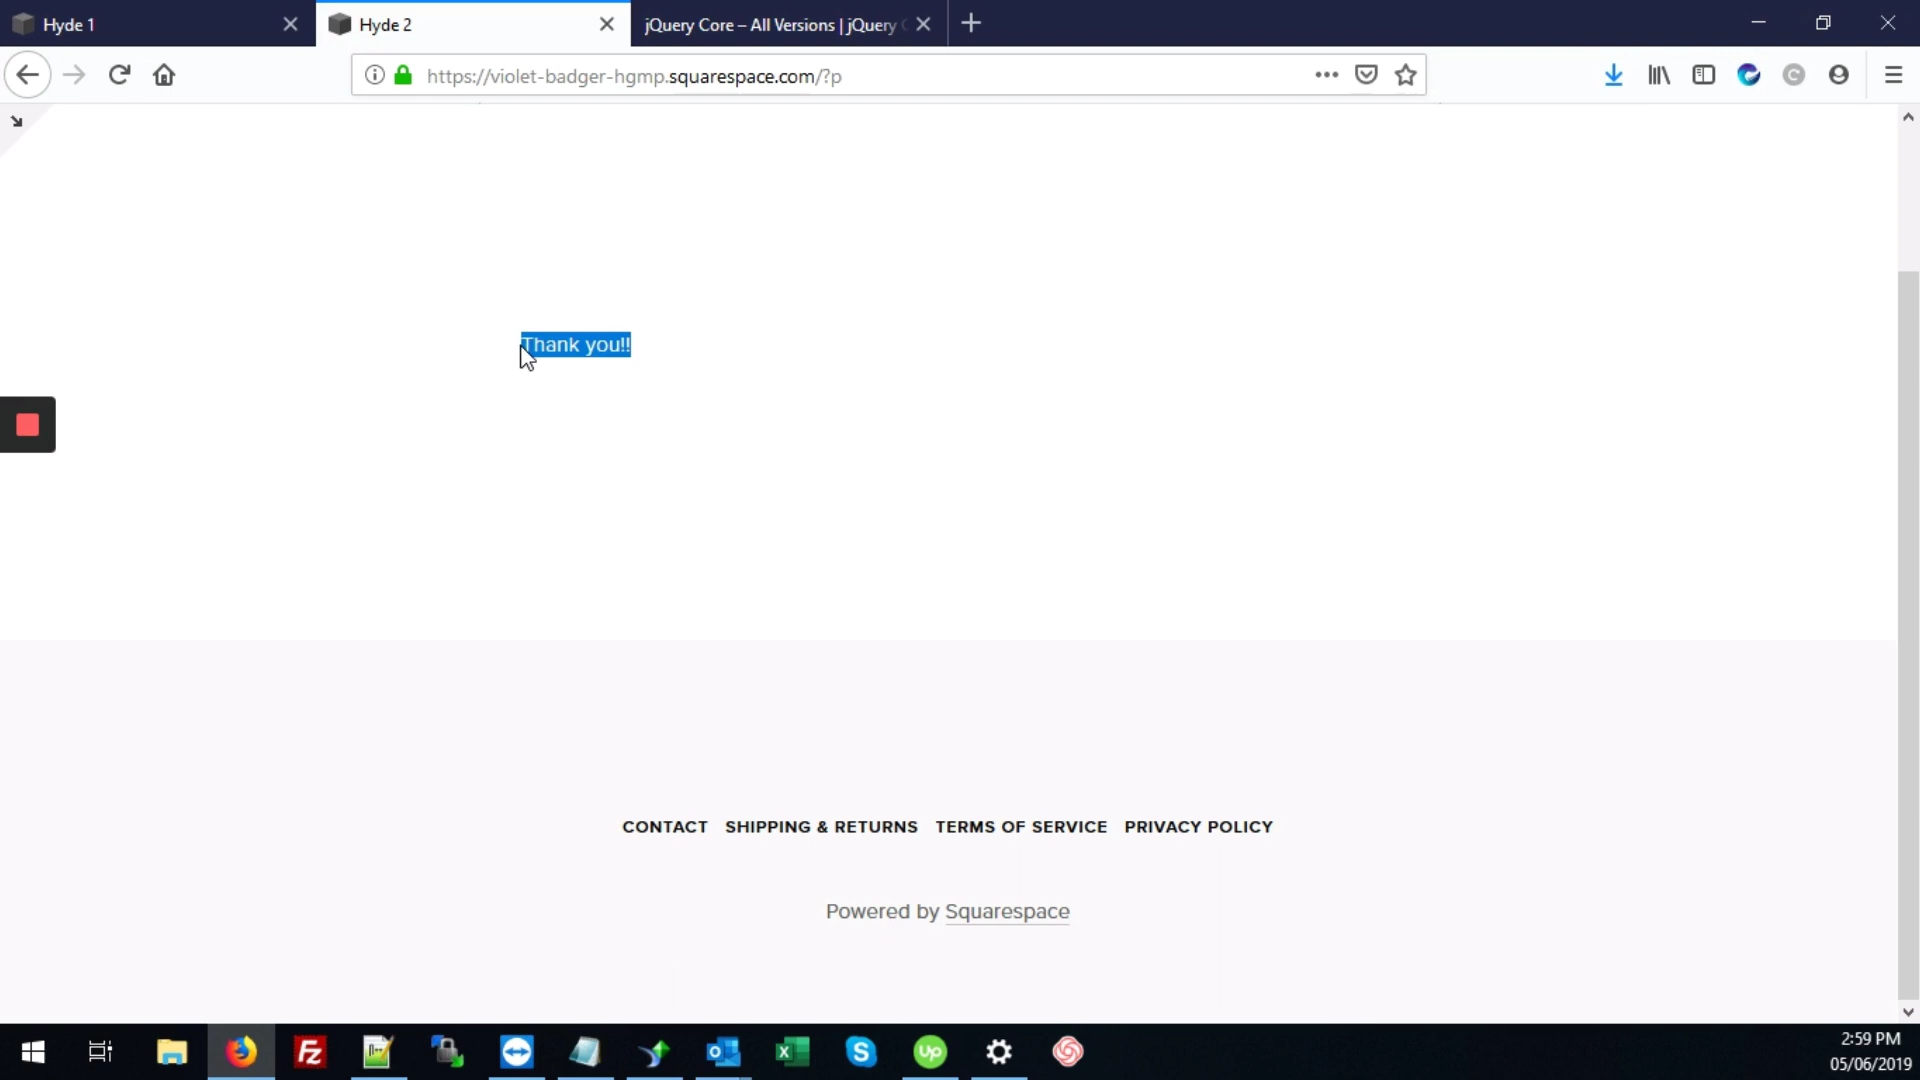 Hyde 1
Hyde 2
jQuery Core – All Versions | jQuery
https://violet-badger-hgmp.squarespace.com/?p
Thank you!!
CONTACT SHIPPING & RETURNS TERMS OF SERVICE PRIVACY POLICY
Powered by Squarespace
2:59 PM
05/06/2019